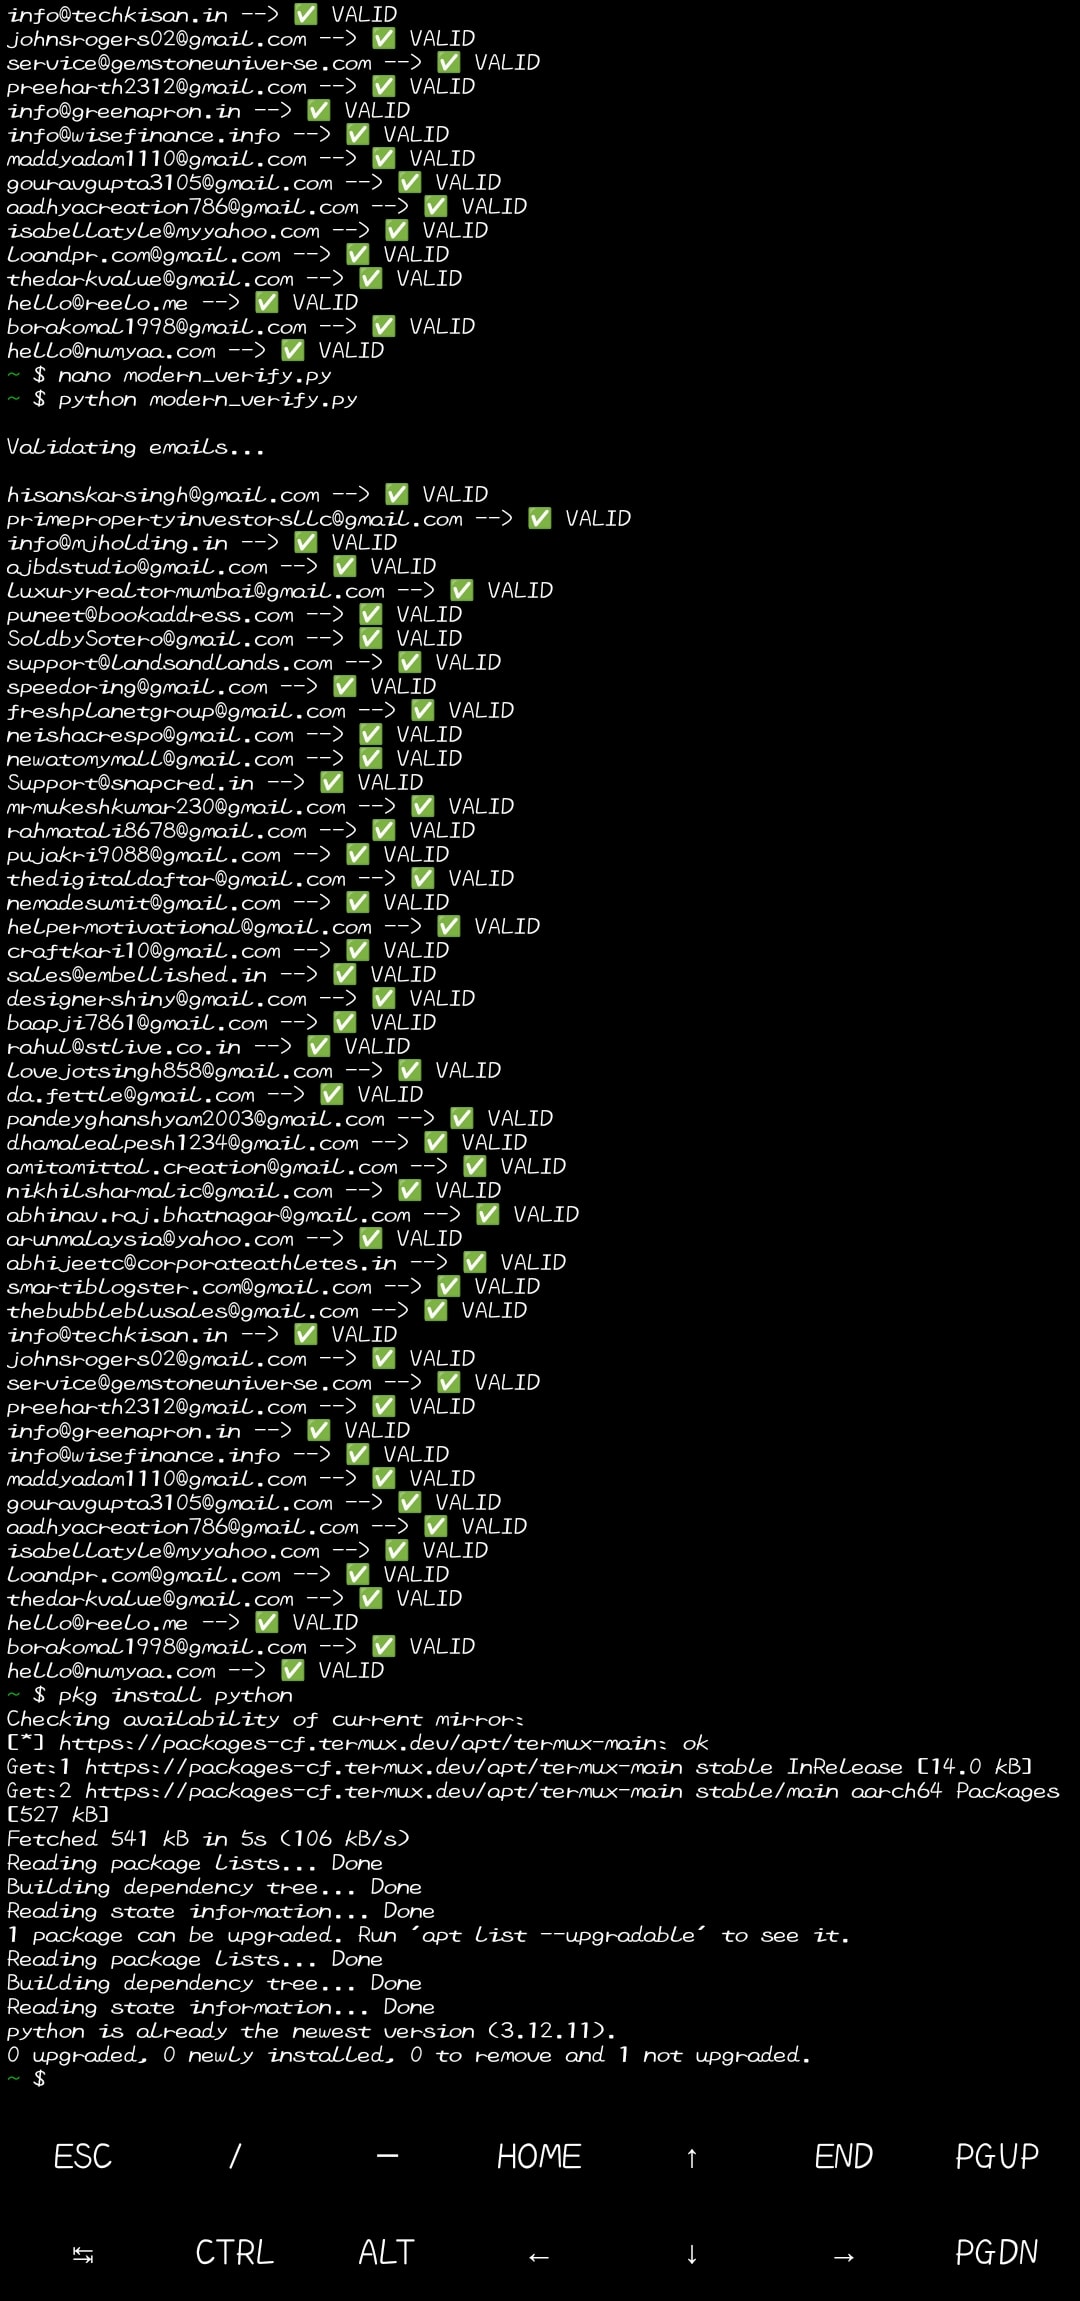 info@techkisan.in --> ✅ VALID
johnsrogers02@gmail.com --> ✅ VALID
service@gemstoneuniverse.com --> ✅ VALID
preeharth2312@gmail.com --> ✅ VALID
info@greenapron.in --> ✅ VALID
info@wisefinance.info --> ✅ VALID
maddyadam1110@gmail.com --> ✅ VALID
gouravgupta3105@gmail.com --> ✅ VALID
aadhyacreation786@gmail.com --> ✅ VALID
isabellatyle@myyahoo.com --> ✅ VALID
loandpr.com@gmail.com --> ✅ VALID
thedarkvalue@gmail.com --> ✅ VALID
hello@reelo.me --> ✅ VALID
borakomal1998@gmail.com --> ✅ VALID
hello@numyaa.com --> ✅ VALID
~ $ nano modern_verify.py
~ $ python modern_verify.py
Validating emails...
hisanskarsingh@gmail.com --> ✅ VALID
primepropertyinvestorsllc@gmail.com --> ✅ VALID
info@mjholding.in --> ✅ VALID
ajbdstudio@gmail.com --> ✅ VALID
luxuryrealtormumbai@gmail.com --> ✅ VALID
puneet@bookaddress.com --> ✅ VALID
SoldbySotero@gmail.com --> ✅ VALID
support@landsandlands.com --> ✅ VALID
speedoring@gmail.com --> ✅ VALID
freshplanetgroup@gmail.com --> ✅ VALID
neishacrespo@gmail.com --> ✅ VALID
newatomymall@gmail.com --> ✅ VALID
Support@snapcred.in --> ✅ VALID
mrmukeshkumar230@gmail.com --> ✅ VALID
rahmatali8678@gmail.com --> ✅ VALID
pujakri9088@gmail.com --> ✅ VALID
thedigitaldaftar@gmail.com --> ✅ VALID
nemadesumit@gmail.com --> ✅ VALID
helpermotivational@gmail.com --> ✅ VALID
craftkari10@gmail.com --> ✅ VALID
sales@embellished.in --> ✅ VALID
designershiny@gmail.com --> ✅ VALID
baapji7861@gmail.com --> ✅ VALID
rahul@stlive.co.in --> ✅ VALID
lovejotsingh858@gmail.com --> ✅ VALID
da.fettle@gmail.com --> ✅ VALID
pandeyghanshyam2003@gmail.com --> ✅ VALID
dhamalealpesh1234@gmail.com --> ✅ VALID
amitamittal.creation@gmail.com --> ✅ VALID
nikhilsharmalic@gmail.com --> ✅ VALID
abhinav.raj.bhatnagar@gmail.com --> ✅ VALID
arunmalaysia@yahoo.com --> ✅ VALID
abhijeetc@corporateathletes.in --> ✅ VALID
smartiblogster.com@gmail.com --> ✅ VALID
thebubbleblusales@gmail.com --> ✅ VALID
info@techkisan.in --> ✅ VALID
johnsrogers02@gmail.com --> ✅ VALID
service@gemstoneuniverse.com --> ✅ VALID
preeharth2312@gmail.com --> ✅ VALID
info@greenapron.in --> ✅ VALID
info@wisefinance.info --> ✅ VALID
maddyadam1110@gmail.com --> ✅ VALID
gouravgupta3105@gmail.com --> ✅ VALID
aadhyacreation786@gmail.com --> ✅ VALID
isabellatyle@myyahoo.com --> ✅ VALID
loandpr.com@gmail.com --> ✅ VALID
thedarkvalue@gmail.com --> ✅ VALID
hello@reelo.me --> ✅ VALID
borakomal1998@gmail.com --> ✅ VALID
hello@numyaa.com --> ✅ VALID
~ $ pkg install python
Checking availability of current mirror:
[*] https://packages-cf.termux.dev/apt/termux-main: ok
Get:1 https://packages-cf.termux.dev/apt/termux-main stable InRelease [14.0 kB]
Get:2 https://packages-cf.termux.dev/apt/termux-main stable/main aarch64 Packages
[527 kB]
Fetched 541 kB in 5s (106 kB/s)
Reading package lists... Done
Building dependency tree... Done
Reading state information... Done
1 package can be upgraded. Run 'apt list --upgradable' to see it.
Reading package lists... Done
Building dependency tree... Done
Reading state information... Done
python is already the newest version (3.12.11).
0 upgraded, 0 newly installed, 0 to remove and 1 not upgraded.
~ $
ESC / — HOME ↑ END PGUP
↹ CTRL ALT ← ↓ → PGDN